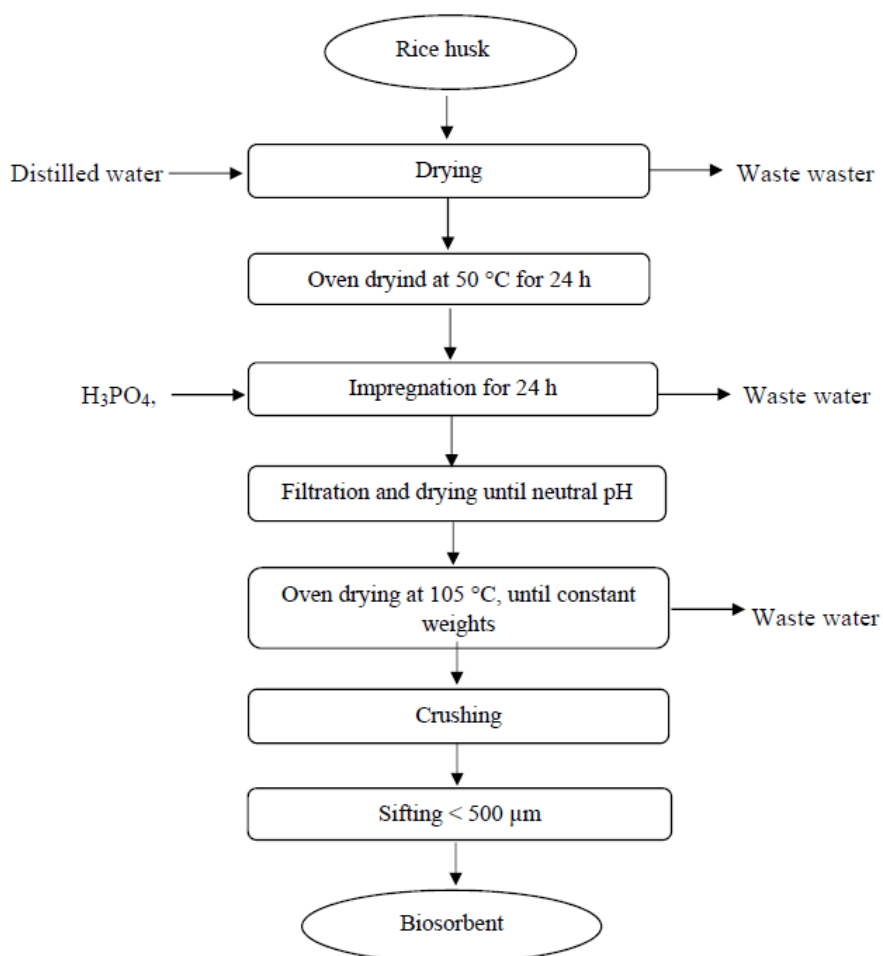 Rice husk
Distilled water
Drying
Waste waster
Oven dryind at 50 °C for 24 h
H₃PO₄,
Impregnation for 24 h
Waste water
Filtration and drying until neutral pH
Oven drying at 105 °C, until constant
weights
Waste water
Crushing
Sifting < 500 µm
Biosorbent